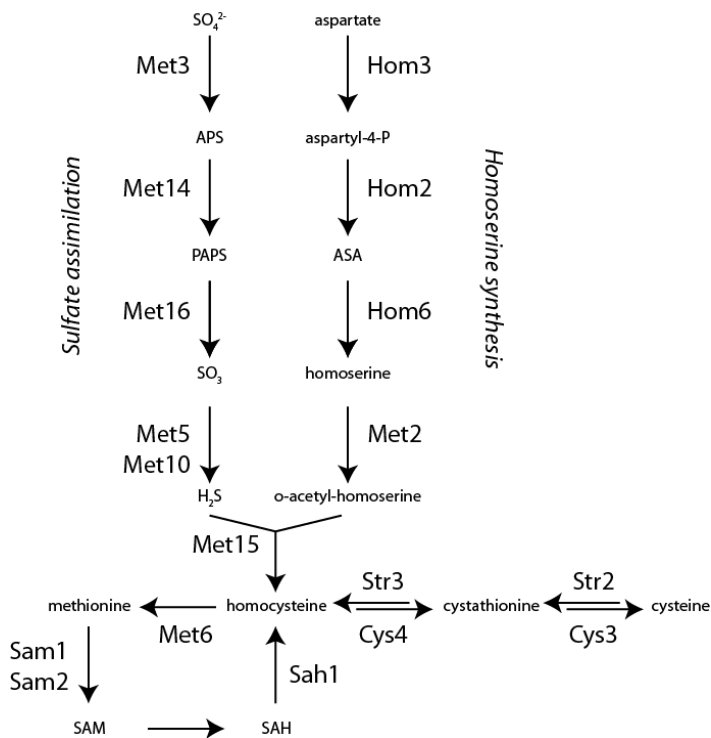 SO₄²⁻ aspartate
Met3 Hom3
APS aspartyl-4-P
Sulfate assimilation
Homoserine synthesis
Met14 Hom2
PAPS ASA
Met16 Hom6
SO₃ homoserine
Met5 Met2
Met10
H₂S o-acetyl-homoserine
Met15
Str3 Str2
methionine homocysteine cystathionine cysteine
Met6 Cys4 Cys3
Sam1
Sam2
Sah1
SAM SAH